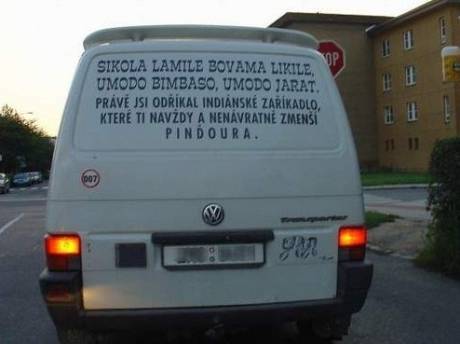 SIKOLA LAMILE BOVAMA LIKILE,
UMODO BIMBASO, UMODO JARAT.
PRÁVĚ JSI ODŘÍKAL INDIÁNSKÉ ZAŘÍKADLO,
KTERÉ TI NAVŽDY A NENÁVRATNĚ ZMENŠÍ
PINĎOURA.
TOP
007
Transporter